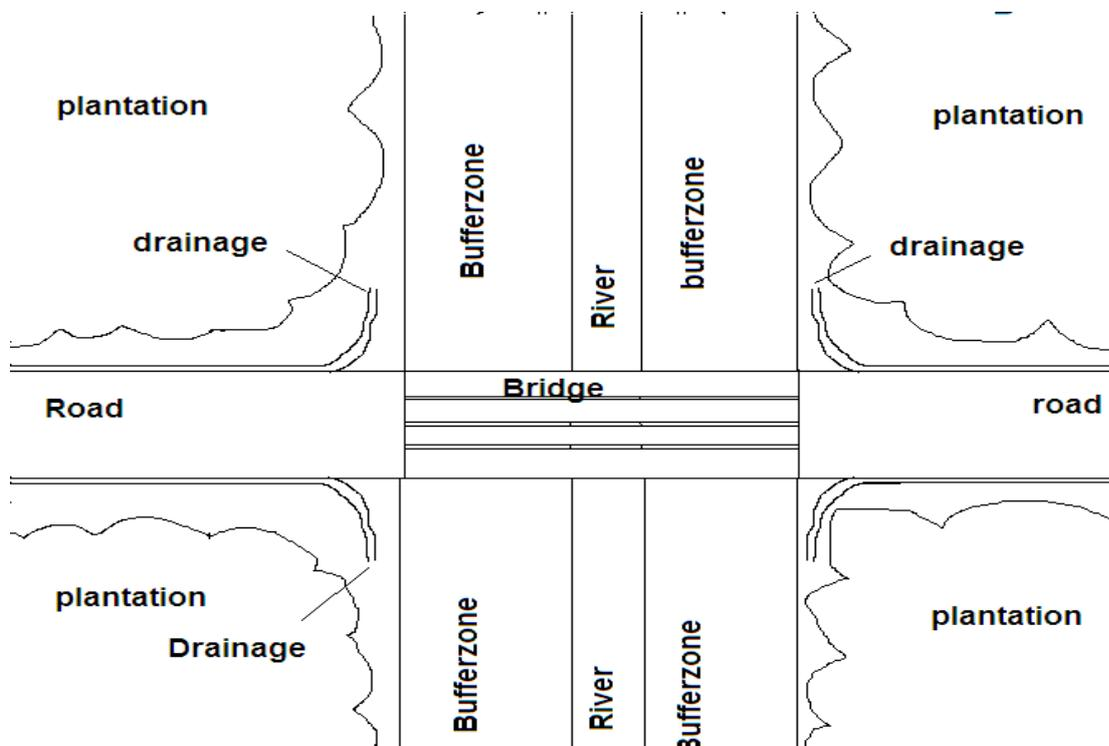 plantation
plantation
Bufferzone
bufferzone
drainage
drainage
River
Bridge
Road
road
plantation
plantation
Drainage
Bufferzone
River
Bufferzone